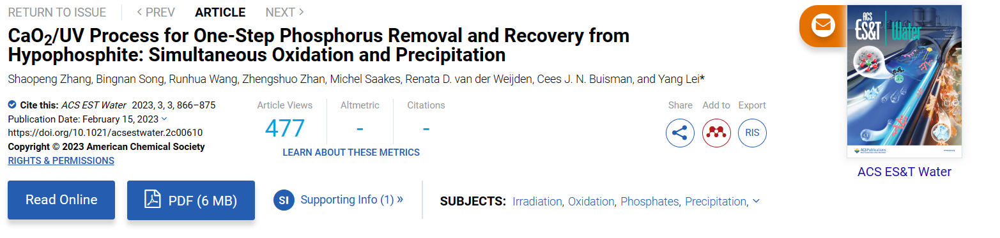 RETURN TO ISSUE
< PREV
ARTICLE
NEXT >
CaO₂/UV Process for One-Step Phosphorus Removal and Recovery from
Hypophosphite: Simultaneous Oxidation and Precipitation
Shaopeng Zhang, Bingnan Song, Runhua Wang, Zhengshuo Zhan, Michel Saakes, Renata D. van der Weijden, Cees J. N. Buisman, and Yang Lei*
Cite this: ACS EST Water 2023, 3, 3, 866–875
Publication Date: February 15, 2023
https://doi.org/10.1021/acsestwater.2c00610
Copyright © 2023 American Chemical Society
RIGHTS & PERMISSIONS
Article Views
477
Altmetric
-
Citations
-
LEARN ABOUT THESE METRICS
Share
Add to
Export
RIS
ACS
ES&T
Water
ACS Publications
ACS ES&T Water
Read Online
PDF (6 MB)
SI
Supporting Info (1) »
SUBJECTS: Irradiation, Oxidation, Phosphates, Precipitation,